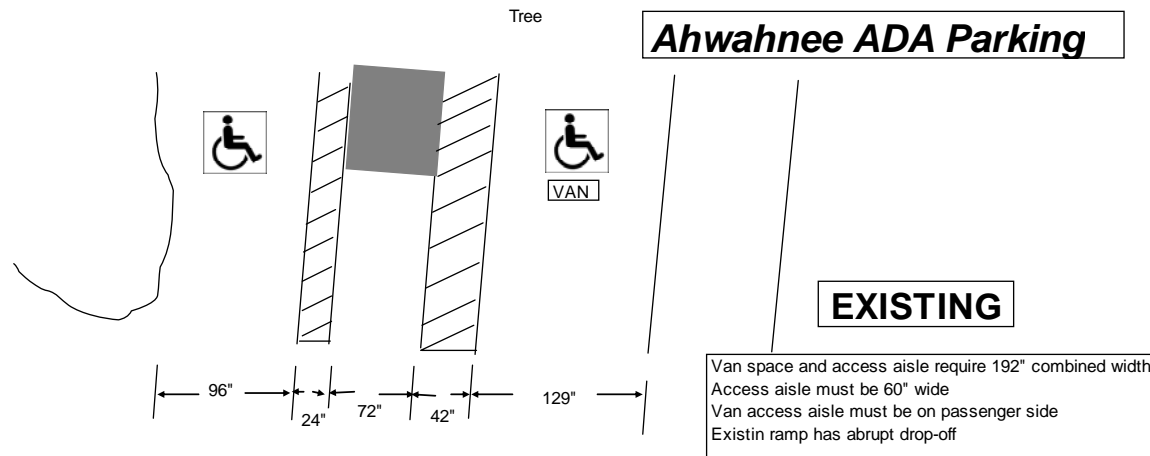 Tree
Ahwahnee ADA Parking
VAN
EXISTING
96"
24"
72"
42"
129"
Van space and access aisle require 192" combined width
Access aisle must be 60" wide
Van access aisle must be on passenger side
Existin ramp has abrupt drop-off